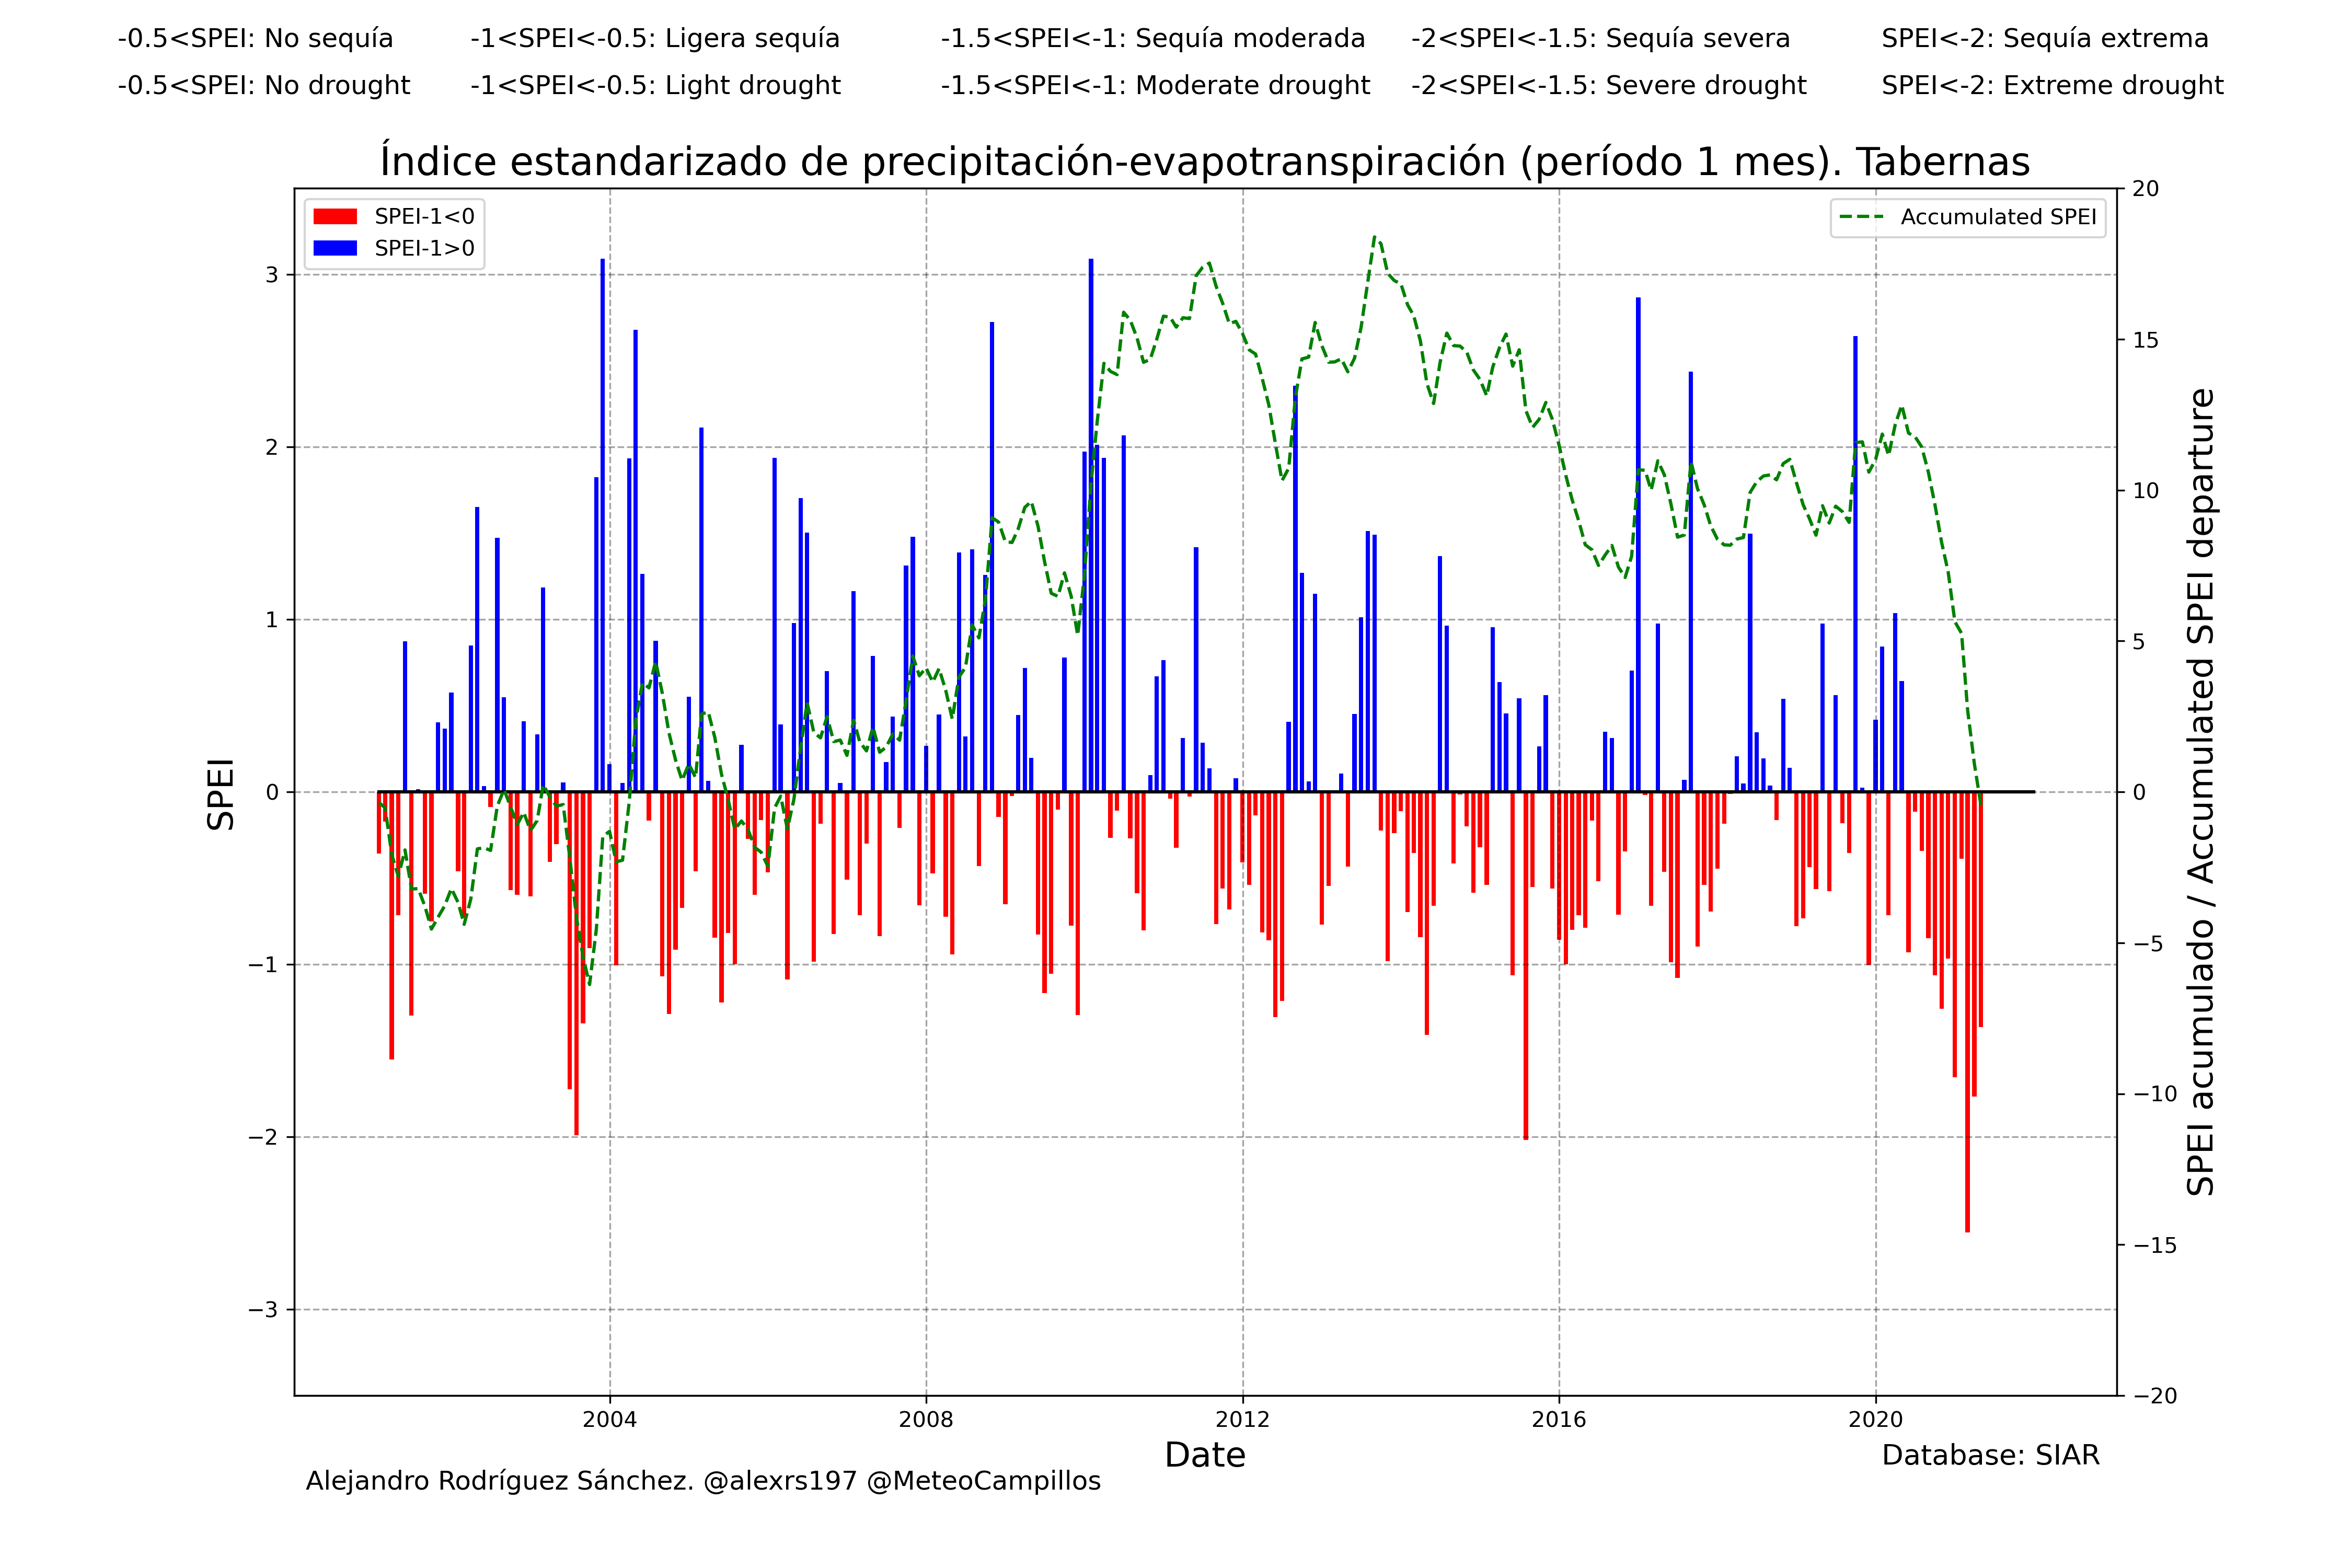 -0.5<SPEI: No sequía
-1<SPEI<-0.5: Ligera sequía
-1.5<SPEI<-1: Sequía moderada
-2<SPEI<-1.5: Sequía severa
SPEI<-2: Sequía extrema
-0.5<SPEI: No drought
-1<SPEI<-0.5: Light drought
-1.5<SPEI<-1: Moderate drought
-2<SPEI<-1.5: Severe drought
SPEI<-2: Extreme drought
Índice estandarizado de precipitación-evapotranspiración (período 1 mes). Tabernas
SPEI-1<0
SPEI-1>0
Accumulated SPEI
SPEI
3
2
1
0
−1
−2
−3
20
15
10
5
0
−5
−10
−15
−20
SPEI acumulado / Accumulated SPEI departure
2004
2008
2012
2016
2020
Date
Database: SIAR
Alejandro Rodríguez Sánchez. @alexrs197 @MeteoCampillos